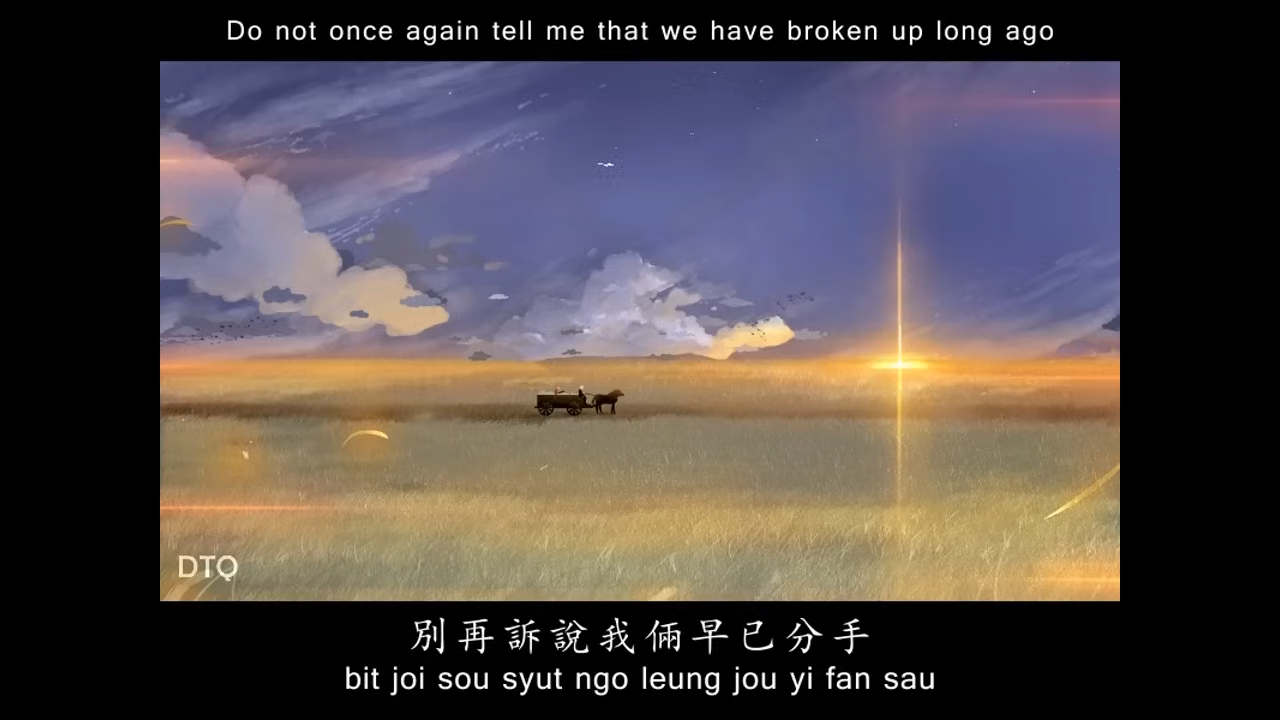 Do not once again tell me that we have broken up long ago
DTQ
別再訴說我倆早已分手
bit joi sou syut ngo leung jou yi fan sau